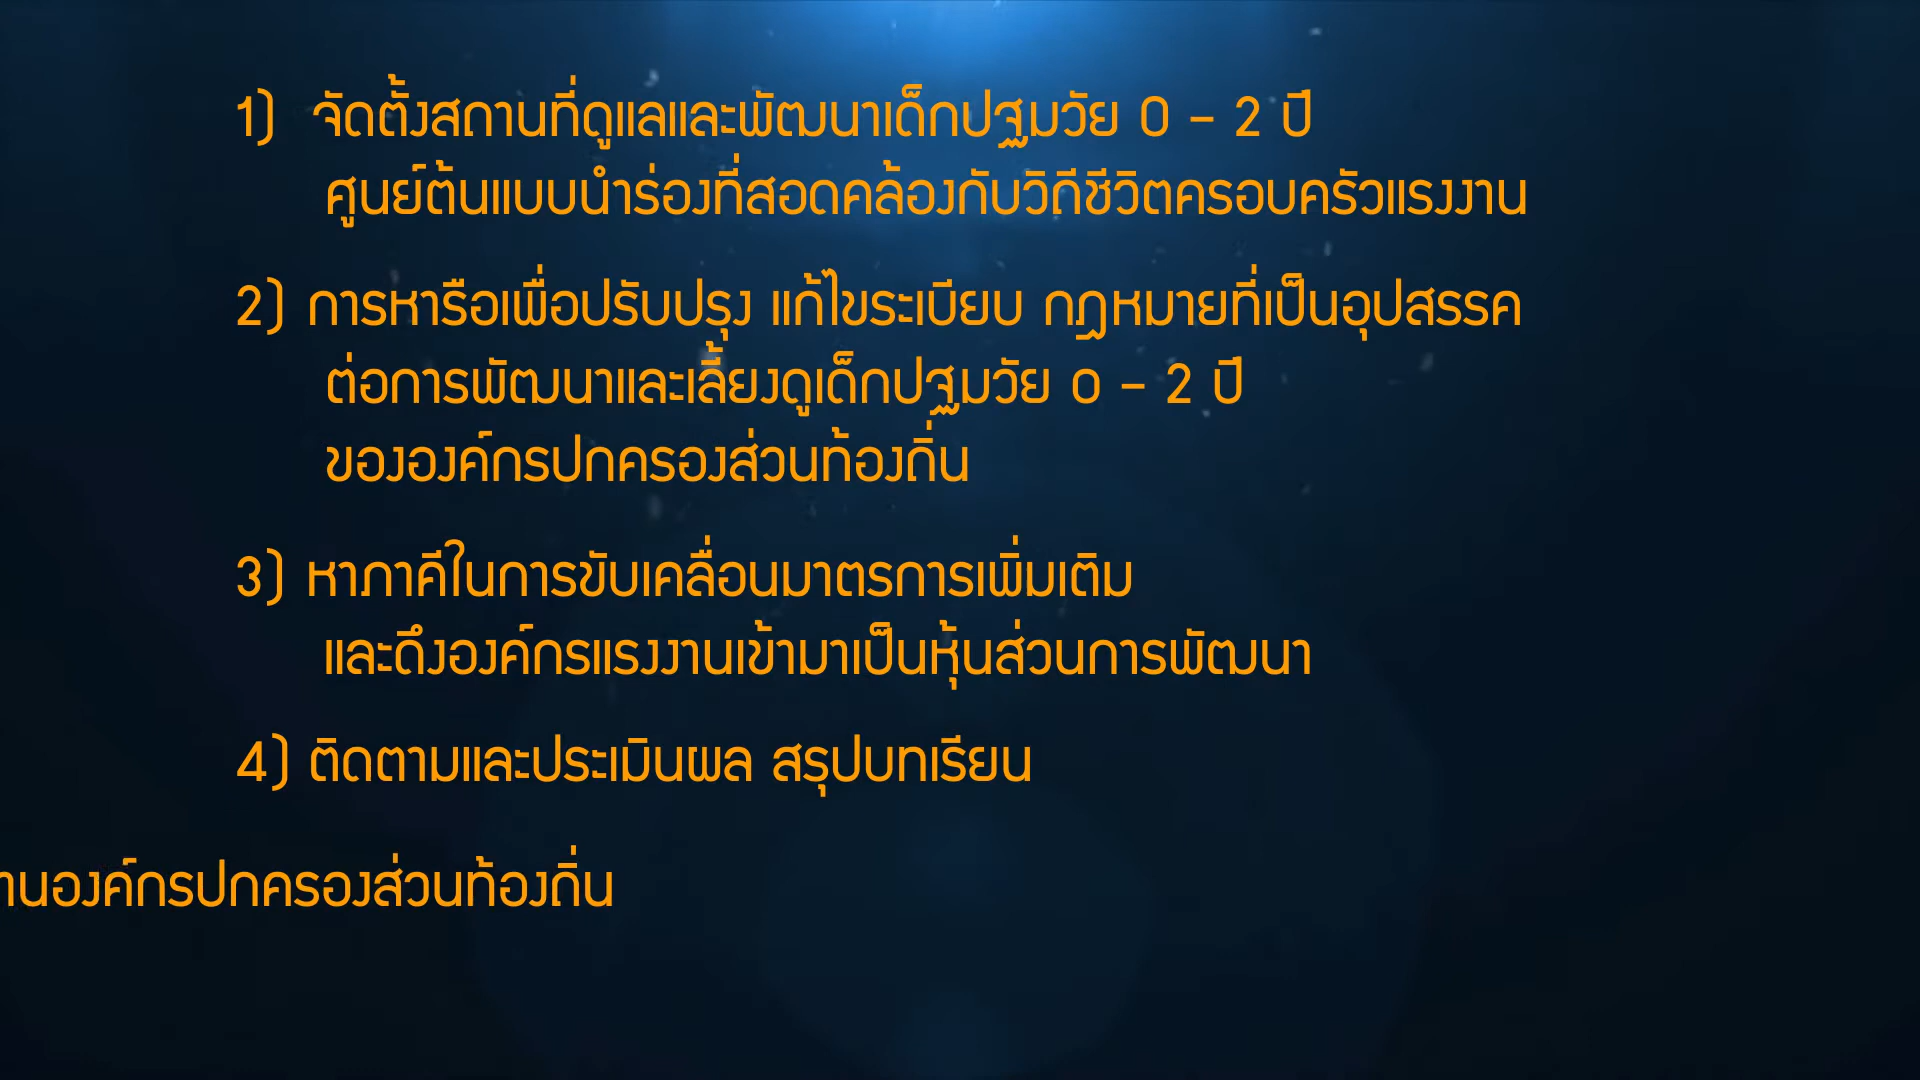 1) จัดตั้งสถานที่ดูแลและพัฒนาเด็กปฐมวัย 0 – 2 ปี
ศูนย์ต้นแบบนำร่องที่สอดคล้องกับวิถีชีวิตครอบครัวแรงงาน
2) การหารือเพื่อปรับปรุง แก้ไขระเบียบ กฎหมายที่เป็นอุปสรรค
ต่อการพัฒนาและเลี้ยงดูเด็กปฐมวัย ๐ – 2 ปี
ขององค์กรปกครองส่วนท้องถิ่น
3) หาภาคีในการขับเคลื่อนมาตรการเพิ่มเติม
และดึงองค์กรแรงงานเข้ามาเป็นหุ้นส่วนการพัฒนา
4) ติดตามและประเมินผล สรุปบทเรียน
องค์กรปกครองส่วนท้องถิ่น